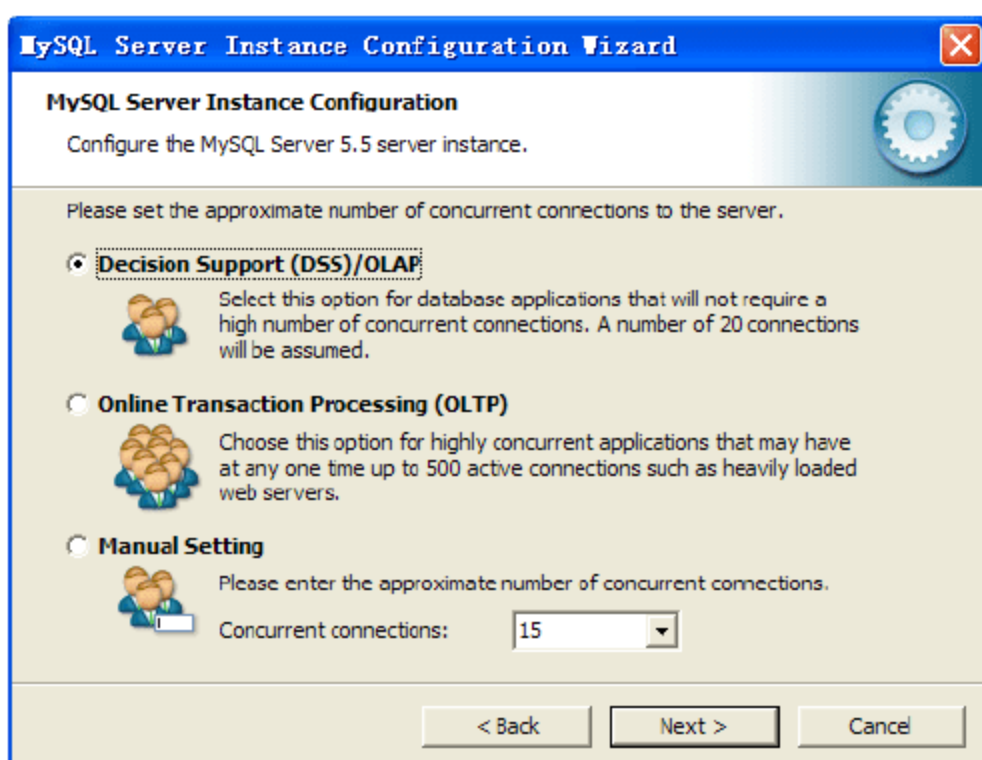 MySQL Server Instance Configuration Wizard
MySQL Server Instance Configuration
Configure the MySQL Server 5.5 server instance.
Please set the approximate number of concurrent connections to the server.
Decision Support (DSS)/OLAP
Select this option for database applications that will not require a
high number of concurrent connections. A number of 20 connections
will be assumed.
Online Transaction Processing (OLTP)
Choose this option for highly concurrent applications that may have
at any one time up to 500 active connections such as heavily loaded
web servers.
Manual Setting
Please enter the approximate number of concurrent connections.
Concurrent connections: 15
< Back Next > Cancel